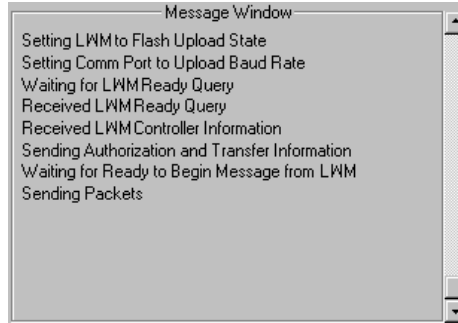 Message Window
Setting LWM to Flash Upload State
Setting Comm Port to Upload Baud Rate
Waiting for LWM Ready Query
Received LWM Ready Query
Received LWM Controller Information
Sending Authorization and Transfer Information
Waiting for Ready to Begin Message from LWM
Sending Packets